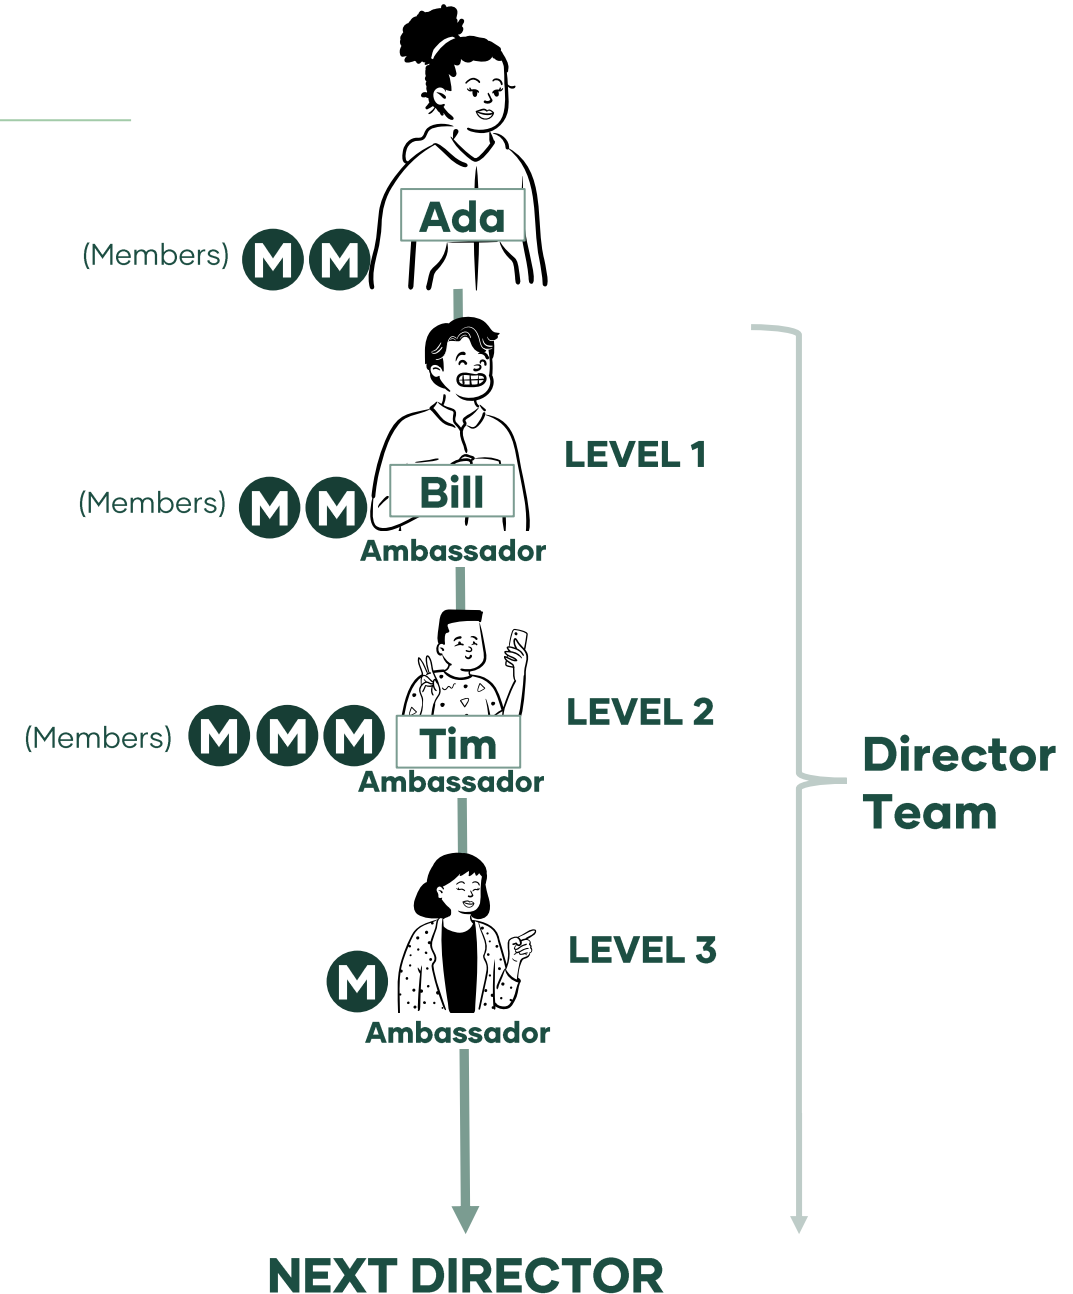 Ada
(Members) M M
Bill
LEVEL 1
(Members) M M
Ambassador
LEVEL 2
(Members) M M M
Tim
Ambassador
Director
Team
LEVEL 3
M
Ambassador
NEXT DIRECTOR